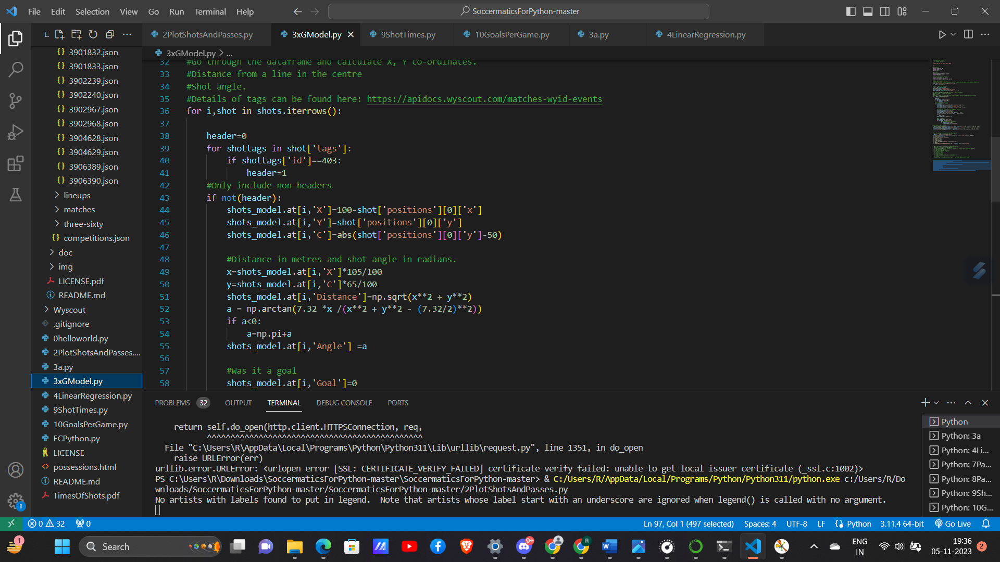 File Edit Selection View Go Run Terminal Help
SoccermaticsForPython-master
E.
2PlotShotsAndPasses.py
3xGModel.py
9ShotTimes.py
10GoalsPerGame.py
3a.py
4LinearRegression.py
3xGModel.py > ...
{} 3901832.json
{} 3901833.json
{} 3902239.json
{} 3902240.json
{} 3902967.json
{} 3902968.json
{} 3904628.json
{} 3904629.json
{} 3906389.json
{} 3906390.json
lineups
matches
three-sixty
{} competitions.json
doc
img
LICENSE.pdf
README.md
Wyscout
.gitignore
0helloworld.py
2PlotShotsAndPasses....
3a.py
3xGModel.py
4LinearRegression.py
9ShotTimes.py
10GoalsPerGame.py
FCPython.py
LICENSE
possessions.html
README.md
TimesOfShots.pdf
32 #Go through the dataframe and calculate X, Y co-ordinates.
33 #Distance from a line in the centre
34 #Shot angle.
35 #Details of tags can be found here: https://apidocs.wyscout.com/matches-wyid-events
36 for i,shot in shots.iterrows():
37
38 header=0
39 for shottags in shot['tags']:
40 if shottags['id']==403:
41 header=1
42 #Only include non-headers
43 if not(header):
44 shots_model.at[i,'X']=100-shot['positions'][0]['x']
45 shots_model.at[i,'Y']=shot['positions'][0]['y']
46 shots_model.at[i,'C']=abs(shot['positions'][0]['y']-50)
47
48 #Distance in metres and shot angle in radians.
49 x=shots_model.at[i,'X']*105/100
50 y=shots_model.at[i,'C']*65/100
51 shots_model.at[i,'Distance']=np.sqrt(x**2 + y**2)
52 a = np.arctan(7.32 *x /(x**2 + y**2 - (7.32/2)**2))
53 if a<0:
54 a=np.pi+a
55 shots_model.at[i,'Angle'] =a
56
57 #Was it a goal
58 shots_model.at[i,'Goal']=0
PROBLEMS 32 OUTPUT TERMINAL DEBUG CONSOLE PORTS
return self.do_open(http.client.HTTPSConnection, req,
^^^^^^^^^^^^^^^^^^^^^^^^^^^^^^^^^^^^^^^^^^^^^^
File "C:\Users\R\AppData\Local\Programs\Python\Python311\Lib\urllib\request.py", line 1351, in do_open
raise URLError(err)
urllib.error.URLError: <urlopen error [SSL: CERTIFICATE_VERIFY_FAILED] certificate verify failed: unable to get local issuer certificate (_ssl.c:1002)>
PS C:\Users\R\Downloads\SoccermaticsForPython-master\SoccermaticsForPython-master> & C:/Users/R/AppData/Local/Programs/Python/Python311/python.exe c:/Users/R/Do
wnloads/SoccermaticsForPython-master/SoccermaticsForPython-master/2PlotShotsAndPasses.py
No artists with labels found to put in legend.  Note that artists whose label start with an underscore are ignored when legend() is called with no argument.
Python
Python: 3a
Python: 4Li...
Python: 7Pa...
Python: 8Pa...
Python: 9Sh...
Python: 10G...
1
0 32 0
Ln 97, Col 1 (497 selected) Spaces: 4 UTF-8 LF {} Python 3.11.4 64-bit Go Live
1
Search
9+
R
ENG
IN
19:36
05-11-2023
2